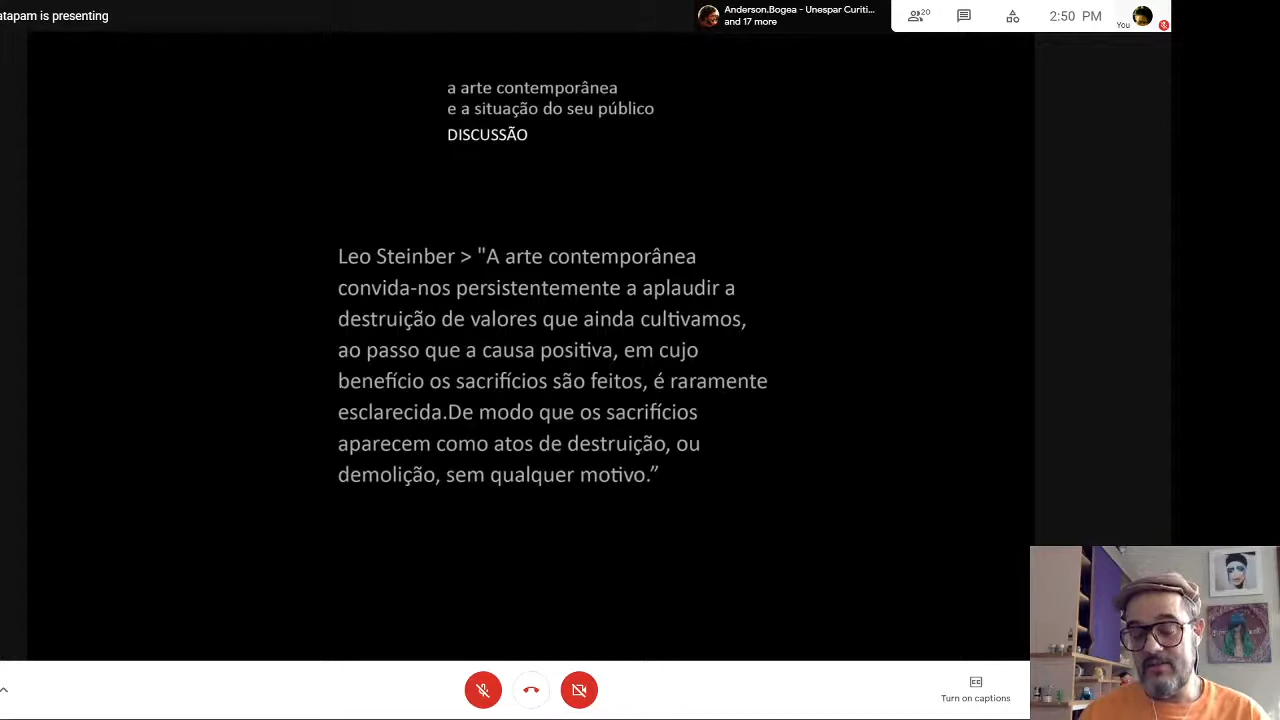 atapam is presenting
Anderson.Bogea - Unespar Curiti...
and 17 more
20
2:50 PM
You
a arte contemporânea
e a situação do seu público
DISCUSSÃO
Leo Steinber > "A arte contemporânea
convida-nos persistentemente a aplaudir a
destruição de valores que ainda cultivamos,
ao passo que a causa positiva, em cujo
benefício os sacrifícios são feitos, é raramente
esclarecida.De modo que os sacrifícios
aparecem como atos de destruição, ou
demolição, sem qualquer motivo.”
CC
Turn on captions